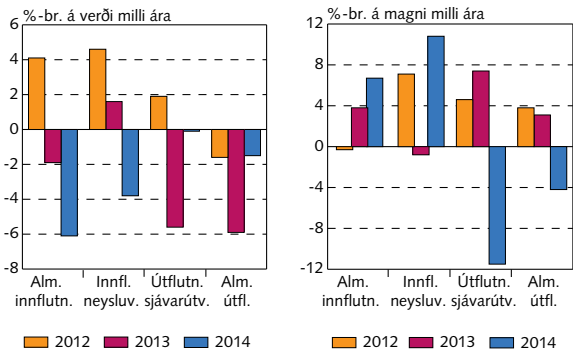 %-br. á verði milli ára
6
4
2
0
-2
-4
-6
-8
Alm. Innfl. Útflutn. Alm.
innflutn. neysluv. sjávarútv. útfl.
2012 2013 2014
%-br. á magni milli ára
12
8
4
0
-4
-8
-12
Alm. Innfl. Útflutn. Alm.
innflutn. neysluv. sjávarútv. útfl.
2012 2013 2014